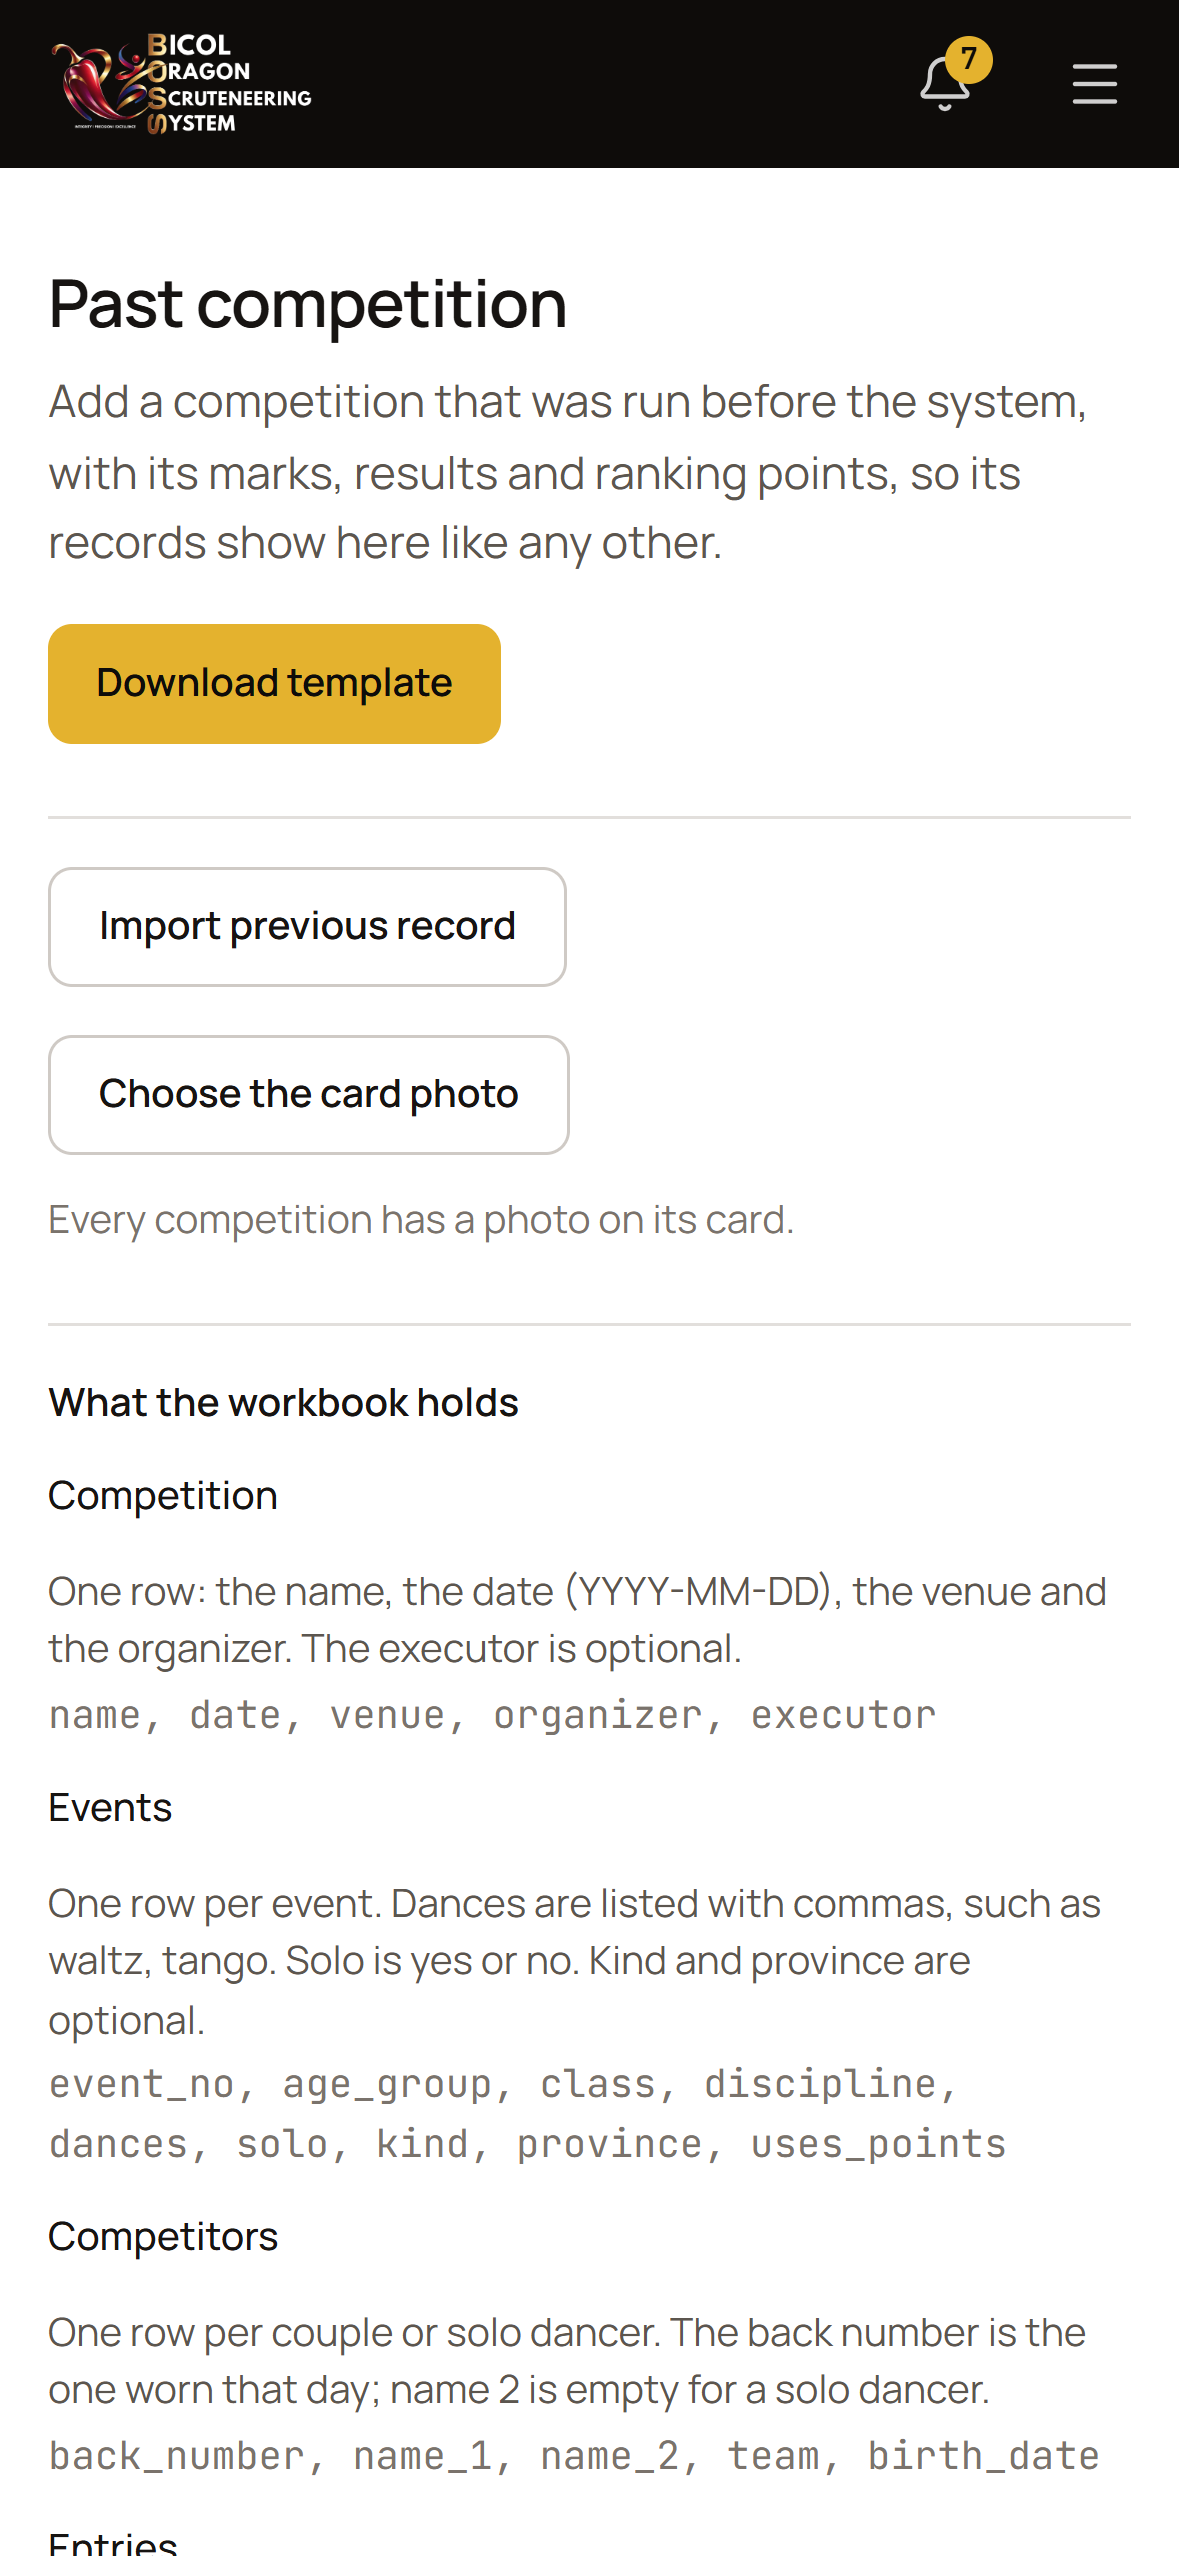 BICOL
ORAGON
SCRUTENEERING
SYSTEM
INTEGRITY | PRECISION | EXCELLENCE
7
Past competition
Add a competition that was run before the system,
with its marks, results and ranking points, so its
records show here like any other.
Download template
Import previous record
Choose the card photo
Every competition has a photo on its card.
What the workbook holds
Competition
One row: the name, the date (YYYY-MM-DD), the venue and
the organizer. The executor is optional.
name, date, venue, organizer, executor
Events
One row per event. Dances are listed with commas, such as
waltz, tango. Solo is yes or no. Kind and province are
optional.
event_no, age_group, class, discipline,
dances, solo, kind, province, uses_points
Competitors
One row per couple or solo dancer. The back number is the
one worn that day; name 2 is empty for a solo dancer.
back_number, name_1, name_2, team, birth_date
Entries